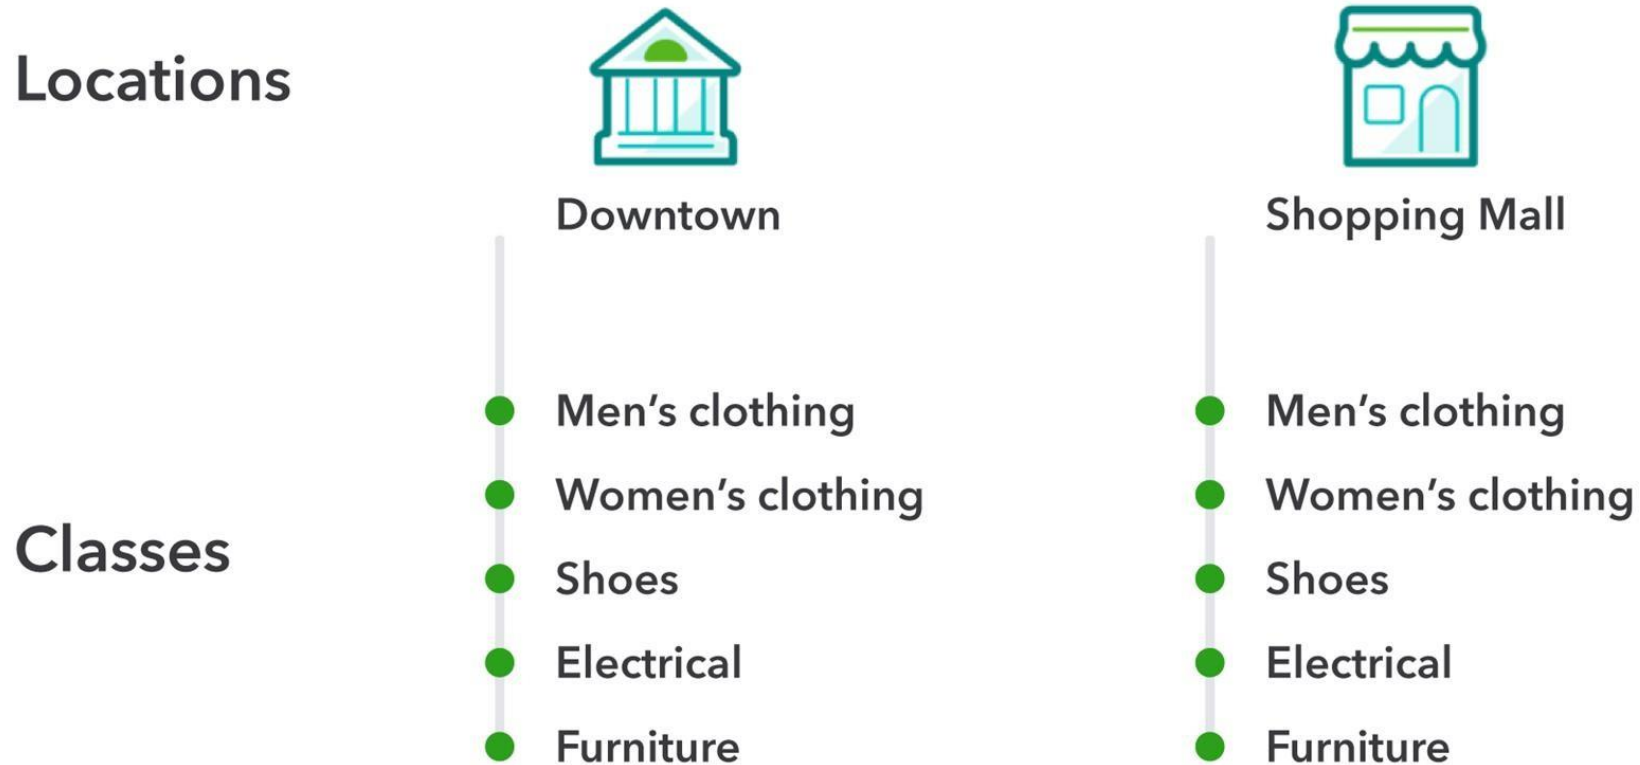 Locations
Downtown
Shopping Mall
Classes
Men’s clothing
Women’s clothing
Shoes
Electrical
Furniture
Men’s clothing
Women’s clothing
Shoes
Electrical
Furniture